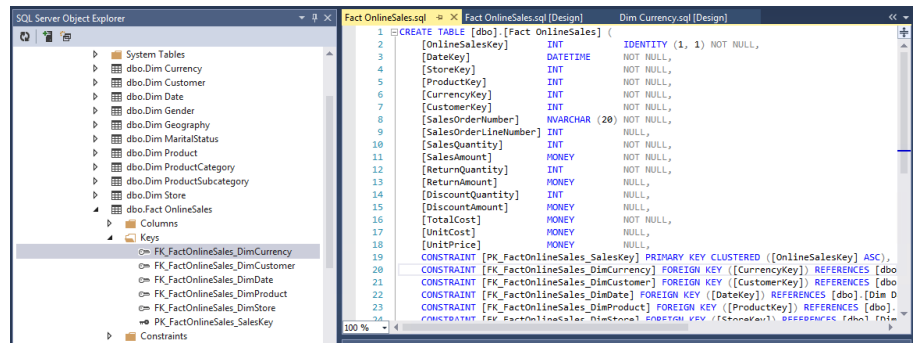 SQL Server Object Explorer
System Tables
dbo.Dim Currency
dbo.Dim Customer
dbo.Dim Date
dbo.Dim Gender
dbo.Dim Geography
dbo.Dim MaritalStatus
dbo.Dim Product
dbo.Dim ProductCategory
dbo.Dim ProductSubcategory
dbo.Dim Store
dbo.Fact OnlineSales
Columns
Keys
FK_FactOnlineSales_DimCurrency
FK_FactOnlineSales_DimCustomer
FK_FactOnlineSales_DimDate
FK_FactOnlineSales_DimProduct
FK_FactOnlineSales_DimStore
PK_FactOnlineSales_SalesKey
Constraints
Fact OnlineSales.sql Fact OnlineSales.sql [Design] Dim Currency.sql [Design]
1 CREATE TABLE [dbo].[Fact OnlineSales] (
2 [OnlineSalesKey] INT IDENTITY (1, 1) NOT NULL,
3 [DateKey] DATETIME NOT NULL,
4 [StoreKey] INT NOT NULL,
5 [ProductKey] INT NOT NULL,
6 [CurrencyKey] INT NOT NULL,
7 [CustomerKey] INT NOT NULL,
8 [SalesOrderNumber] NVARCHAR (20) NOT NULL,
9 [SalesOrderLineNumber] INT NULL,
10 [SalesQuantity] INT NOT NULL,
11 [SalesAmount] MONEY NOT NULL,
12 [ReturnQuantity] INT NOT NULL,
13 [ReturnAmount] MONEY NULL,
14 [DiscountQuantity] INT NULL,
15 [DiscountAmount] MONEY NULL,
16 [TotalCost] MONEY NOT NULL,
17 [UnitCost] MONEY NULL,
18 [UnitPrice] MONEY NULL,
19 CONSTRAINT [PK_FactOnlineSales_SalesKey] PRIMARY KEY CLUSTERED ([OnlineSalesKey] ASC),
20 CONSTRAINT [FK_FactOnlineSales_DimCurrency] FOREIGN KEY ([CurrencyKey]) REFERENCES [dbo
21 CONSTRAINT [FK_FactOnlineSales_DimCustomer] FOREIGN KEY ([CustomerKey]) REFERENCES [dbo
22 CONSTRAINT [FK_FactOnlineSales_DimDate] FOREIGN KEY ([DateKey]) REFERENCES [dbo].[Dim D
23 CONSTRAINT [FK_FactOnlineSales_DimProduct] FOREIGN KEY ([ProductKey]) REFERENCES [dbo].
24 CONSTRAINT [FK_FactOnlineSales_DimStore] FOREIGN KEY ([StoreKey]) REFERENCES [dbo].[Dim
100 %